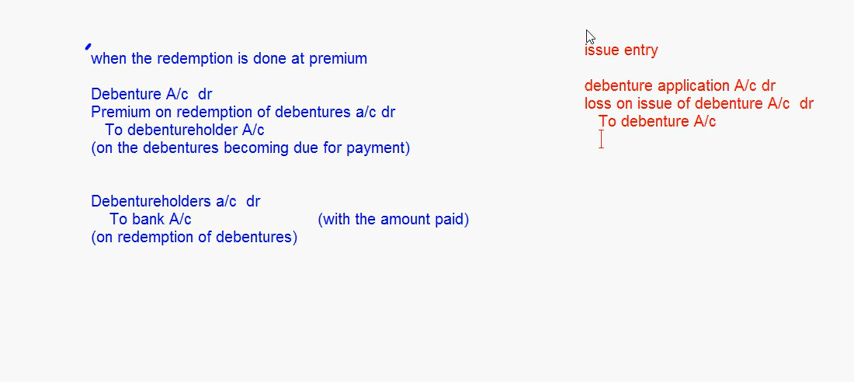 when the redemption is done at premium
Debenture A/c dr
Premium on redemption of debentures a/c dr
To debentureholder A/c
(on the debentures becoming due for payment)
Debentureholders a/c dr
To bank A/c (with the amount paid)
(on redemption of debentures)
issue entry
debenture application A/c dr
loss on issue of debenture A/c dr
To debenture A/c